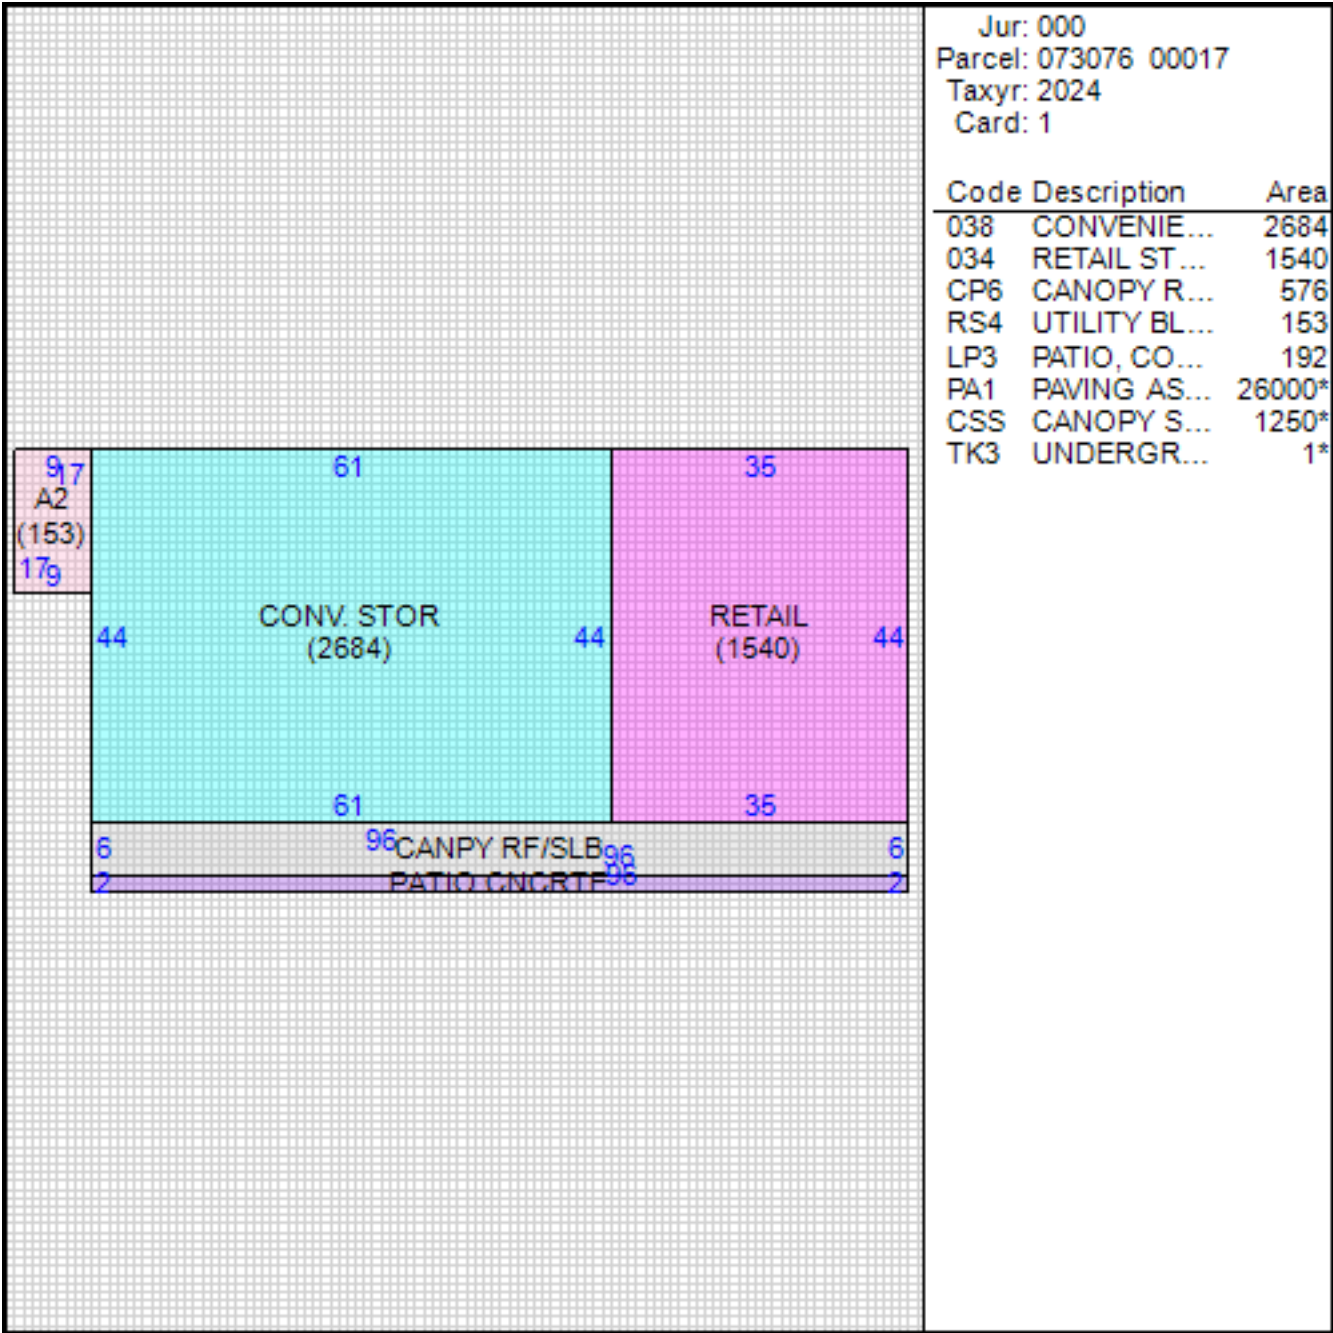 Jur: 000
Parcel: 073076 00017
Taxyr: 2024
Card: 1
Code Description Area
038 CONVENIE... 2684
034 RETAIL ST... 1540
CP6 CANOPY R... 576
RS4 UTILITY BL... 153
LP3 PATIO, CO... 192
PA1 PAVING AS... 26000*
CSS CANOPY S... 1250*
TK3 UNDERGR... 1*
9 17
A2
(153)
17 9
61
35
CONV. STOR
(2684)
RETAIL
(1540)
44
44
44
61
35
96
6 CANPY RF/SLB 96 6
2 PATIO CNCRTE 96 2